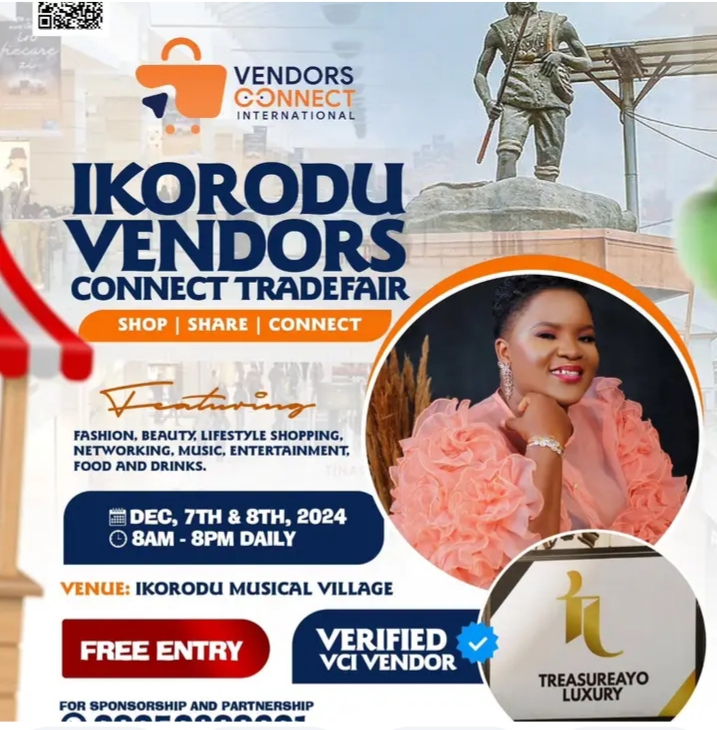 VENDORS
CONNECT
INTERNATIONAL
IKORODU
VENDORS
CONNECT TRADEFAIR
SHOP | SHARE | CONNECT
Featuring
FASHION, BEAUTY, LIFESTYLE SHOPPING,
NETWORKING, MUSIC, ENTERTAINMENT,
FOOD AND DRINKS.
DEC, 7TH & 8TH, 2024
8AM - 8PM DAILY
VENUE: IKORODU MUSICAL VILLAGE
FREE ENTRY
VERIFIED
VCI VENDOR
TREASUREAYO
LUXURY
FOR SPONSORSHIP AND PARTNERSHIP